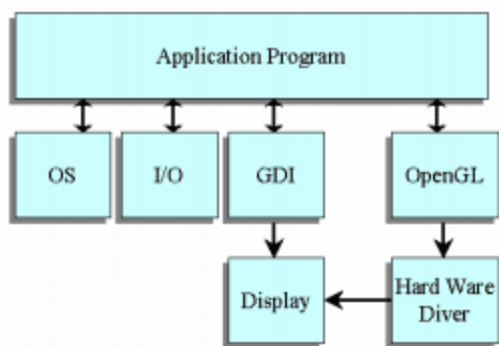 Application Program
OS
I/O
GDI
OpenGL
Display
Hard Ware
Diver